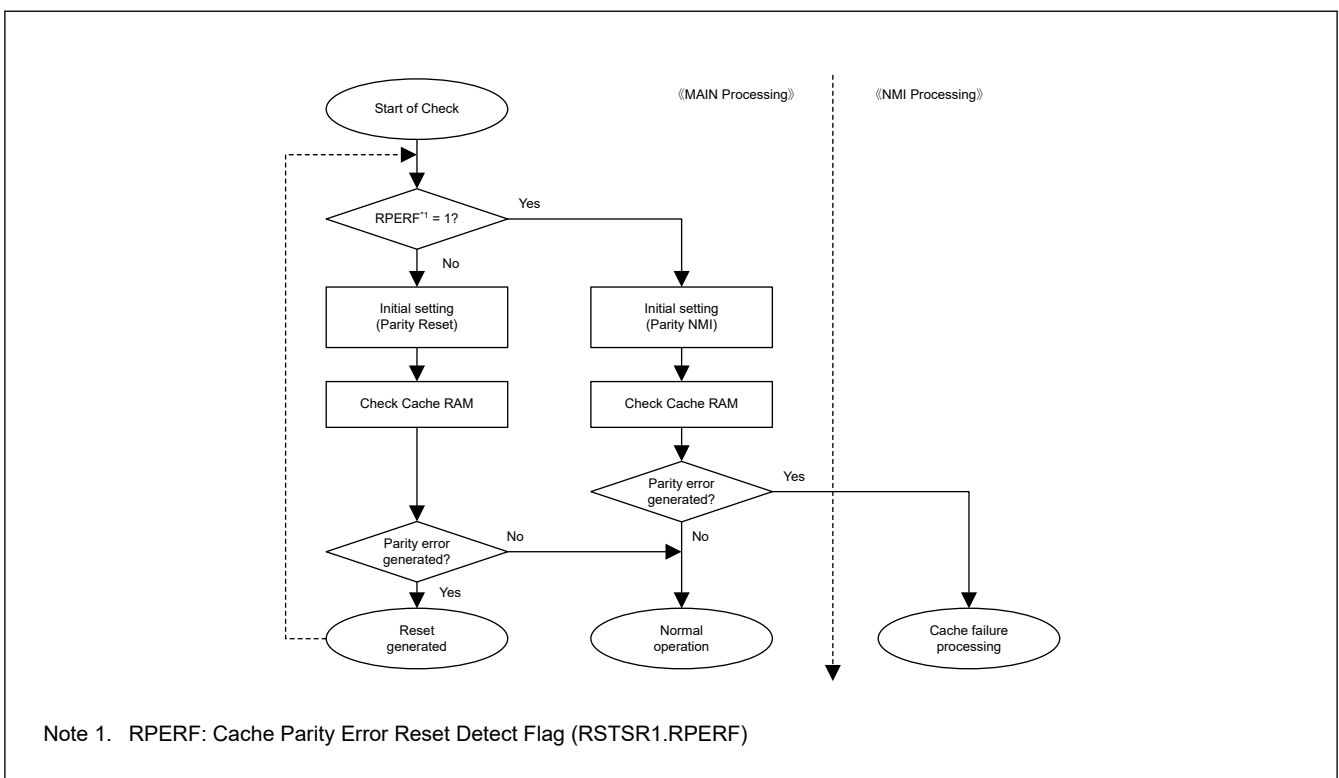 Start of Check
《MAIN Processing》
《NMI Processing》
RPERF*1 = 1?
Yes
No
Initial setting
(Parity Reset)
Initial setting
(Parity NMI)
Check Cache RAM
Check Cache RAM
Parity error
generated?
Yes
No
Parity error
generated?
No
Yes
Reset
generated
Normal
operation
Cache failure
processing
Note 1. RPERF: Cache Parity Error Reset Detect Flag (RSTSR1.RPERF)